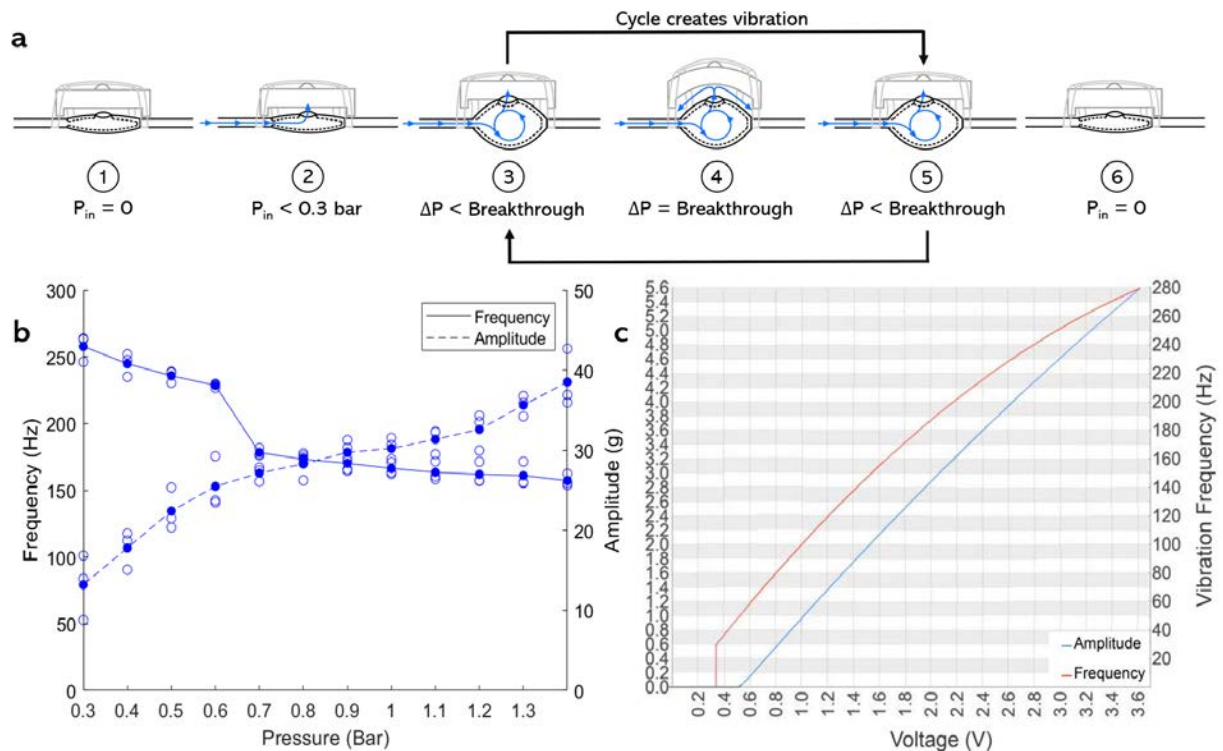 a
Cycle creates vibration
1 2 3 4 5 6
P_in = 0
P_in < 0.3 bar
ΔP < Breakthrough
ΔP = Breakthrough
ΔP < Breakthrough
P_in = 0
b
Frequency
Amplitude
Frequency (Hz)
300
250
200
150
100
50
0
0.3 0.4 0.5 0.6 0.7 0.8 0.9 1 1.1 1.2 1.3
Pressure (Bar)
50
40
30
20
10
0
Amplitude (g)
c
5.6
5.4
5.2
5.0
4.8
4.6
4.4
4.2
4.0
3.8
3.6
3.4
3.2
3.0
2.8
2.6
2.4
2.2
2.0
1.8
1.6
1.4
1.2
1.0
0.8
0.6
0.4
0.2
0.0
0.2 0.4 0.6 0.8 1.0 1.2 1.4 1.6 1.8 2.0 2.2 2.4 2.6 2.8 3.0 3.2 3.4 3.6
Voltage (V)
280
260
240
220
200
180
160
140
120
100
80
60
40
20
Vibration Frequency (Hz)
Amplitude
Frequency